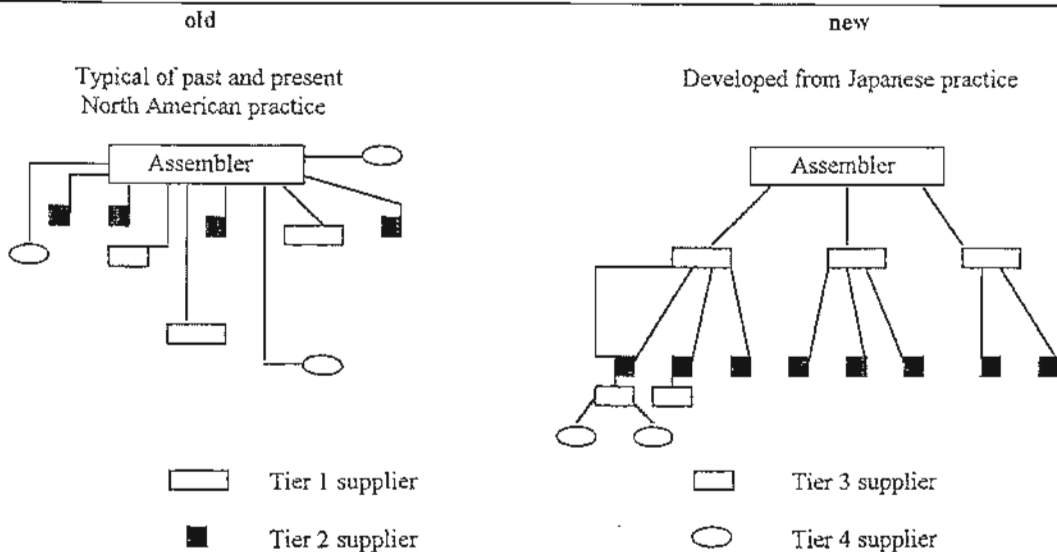 old
Typical of past and present
North American practice
Assembler
new
Developed from Japanese practice
Assembler
Tier 1 supplier
Tier 2 supplier
Tier 3 supplier
Tier 4 supplier